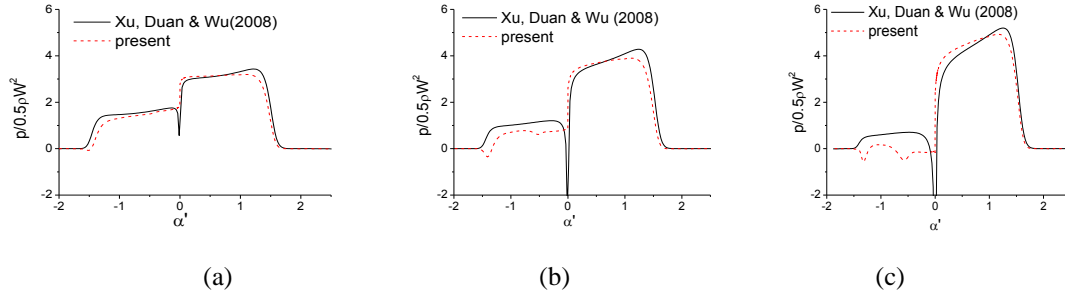 Xu, Duan & Wu(2008)
present
6
4
2
0
-2
p/0.5ρW²
-2
-1
0
1
2
α'
(a)
Xu, Duan & Wu (2008)
present
6
4
2
0
-2
p/0.5ρW²
-2
-1
0
1
2
α'
(b)
Xu, Duan & Wu (2008)
present
6
4
2
0
-2
p/0.5ρW²
-2
-1
0
1
2
α'
(c)